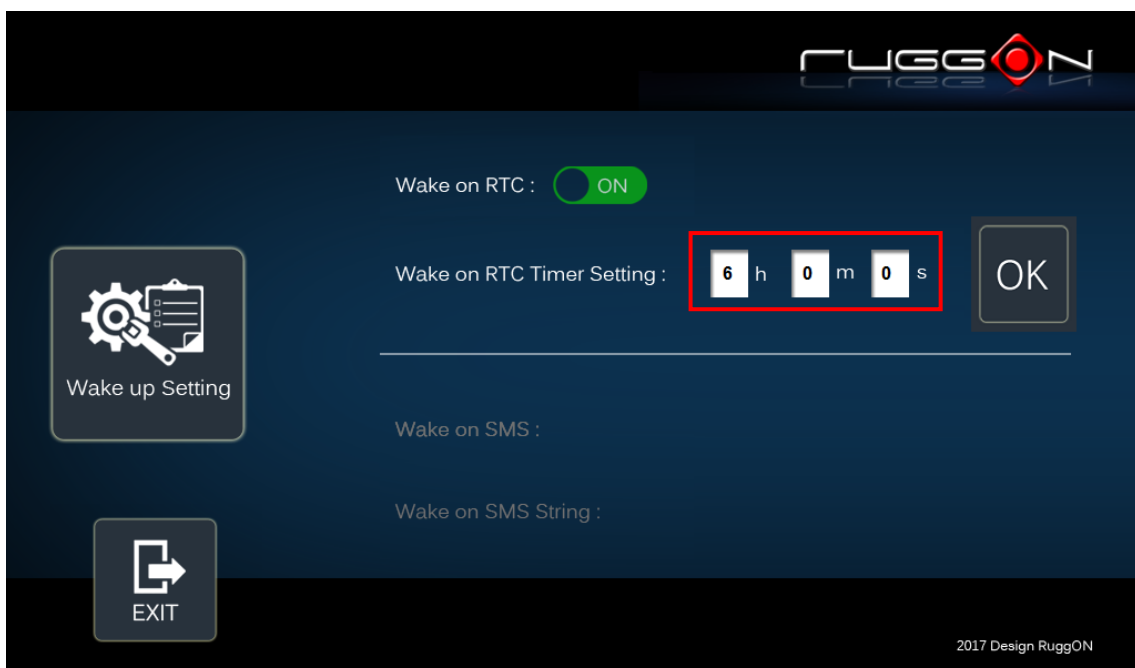 ruggON
Wake on RTC : ON
Wake on RTC Timer Setting : 6 h 0 m 0 s OK
Wake up Setting
Wake on SMS :
Wake on SMS String :
EXIT
2017 Design RuggON